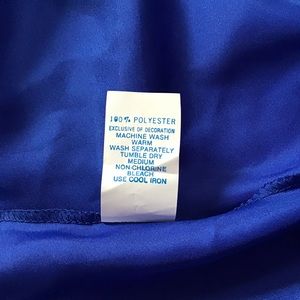 100% POLYESTER
EXCLUSIVE OF DECORATION
MACHINE WASH
WARM
WASH SEPARATELY
TUMBLE DRY
MEDIUM
NON-CHLORINE
BLEACH
USE COOL IRON